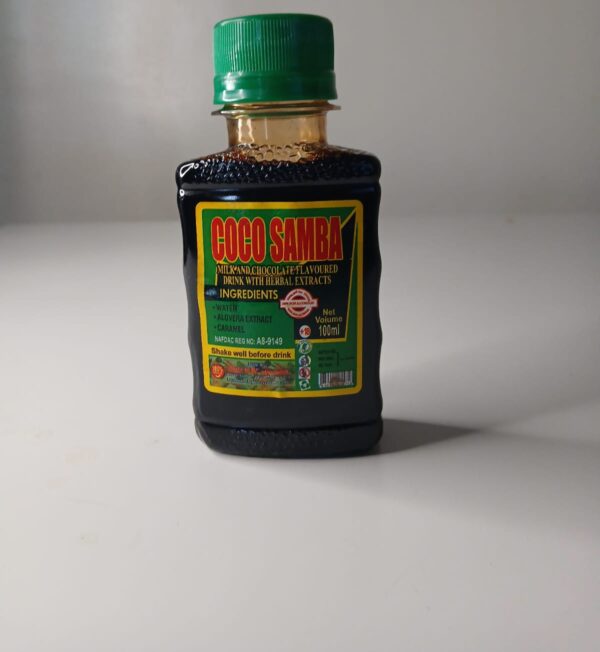 COCO SAMBA
MILK AND CHOCOLATE FLAVOURED
DRINK WITH HERBAL EXTRACTS
INGREDIENTS
• WATER
• ALOVERA EXTRACT
• CARAMEL
NAFDAC REG NO: A8-9149
Shake well before drink
+18
Net
Volume
100ml